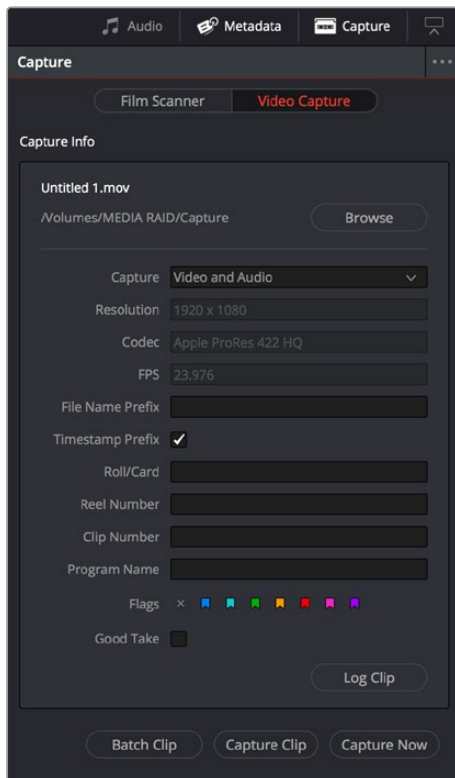 Audio Metadata Capture
Capture
Film Scanner Video Capture
Capture Info
Untitled 1.mov
/Volumes/MEDIA RAID/Capture Browse
Capture Video and Audio
Resolution 1920 x 1080
Codec Apple ProRes 422 HQ
FPS 23.976
File Name Prefix
Timestamp Prefix
Roll/Card
Reel Number
Clip Number
Program Name
Flags
Good Take
Log Clip
Batch Clip Capture Clip Capture Now